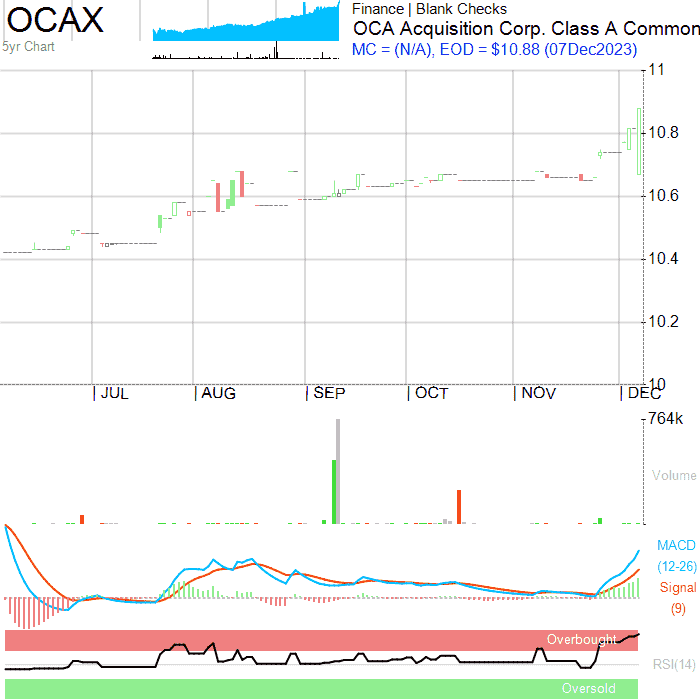 OCAX
5yr Chart
Finance | Blank Checks
OCA Acquisition Corp. Class A Common
MC = (N/A), EOD = $10.88 (07Dec2023)
11
10.8
10.6
10.4
10.2
10
JUL
AUG
SEP
OCT
NOV
DEC
764k
Volume
MACD
(12-26)
Signal
(9)
Overbought
RSI(14)
Oversold